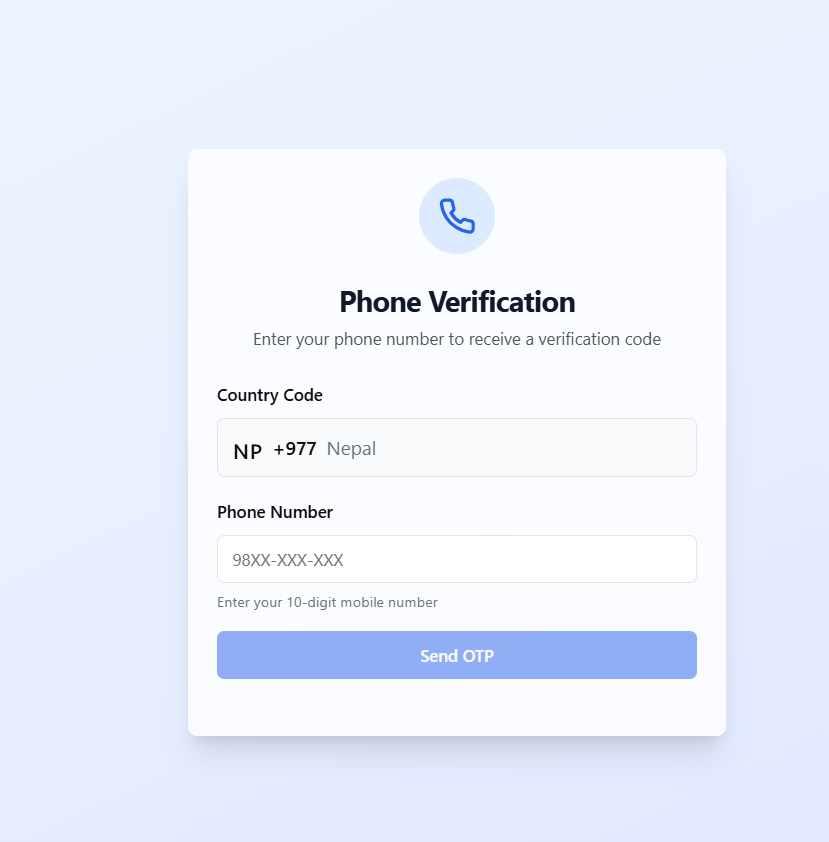 Phone Verification
Enter your phone number to receive a verification code
Country Code
NP +977 Nepal
Phone Number
98XX-XXX-XXX
Enter your 10-digit mobile number
Send OTP